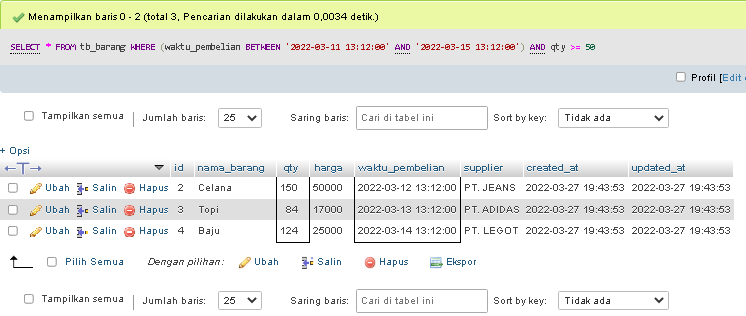 Menampilkan baris 0 - 2 (total 3, Pencarian dilakukan dalam 0,0034 detik.)
SELECT * FROM tb_barang WHERE (waktu_pembelian BETWEEN '2022-03-11 13:12:00' AND '2022-03-15 13:12:00') AND qty >= 50
Profil [Edit
Tampilkan semua Jumlah baris: 25 Saring baris: Cari di tabel ini Sort by key: Tidak ada
+ Opsi
←T→ id nama_barang qty harga waktu_pembelian supplier created_at updated_at
Ubah Salin Hapus 2 Celana 150 50000 2022-03-12 13:12:00 PT. JEANS 2022-03-27 19:43:53 2022-03-27 19:43:53
Ubah Salin Hapus 3 Topi 84 17000 2022-03-13 13:12:00 PT. ADIDAS 2022-03-27 19:43:53 2022-03-27 19:43:53
Ubah Salin Hapus 4 Baju 124 25000 2022-03-14 13:12:00 PT. LEGOT 2022-03-27 19:43:53 2022-03-27 19:43:53
Pilih Semua Dengan pilihan: Ubah Salin Hapus Ekspor
Tampilkan semua Jumlah baris: 25 Saring baris: Cari di tabel ini Sort by key: Tidak ada